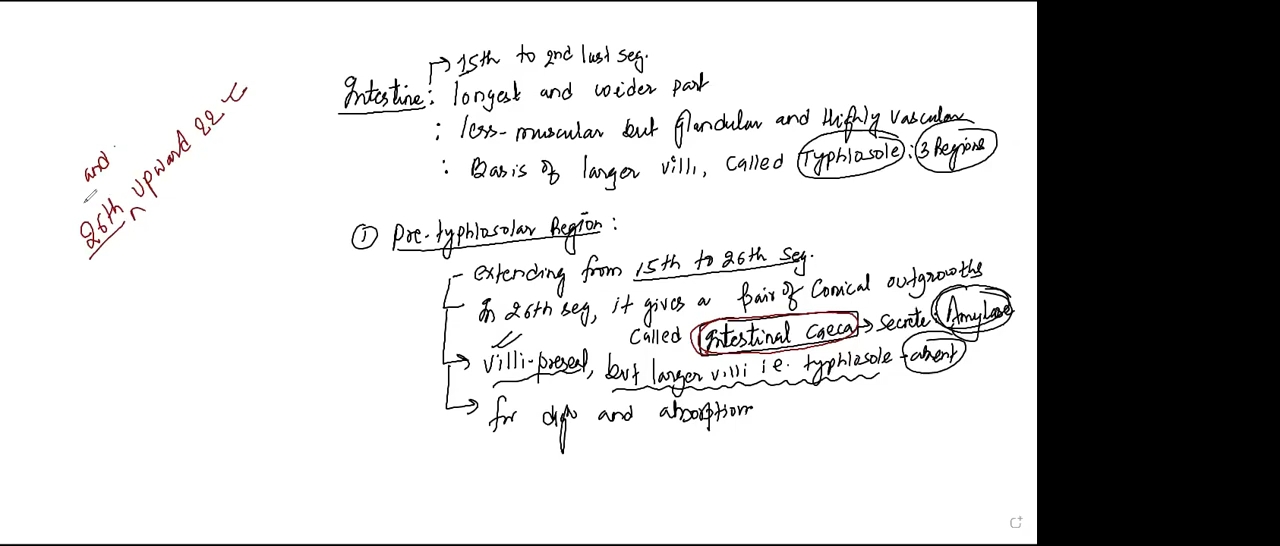 → 15th to 2nd last seg.
Intestine: longest and wider part
: less-muscular but glandular and Highly vascular
: Basis of larger villi, called Typhlosole: 3 Regions
and
26th upward 22
① Pre-typhlosolar Region:
- extending from 15th to 26th seg.
- In 26th seg, it gives a pair of Conical outgrowths
Called Intestinal Caeca → Secrete: Amylase
→ villi-present, but larger villi i.e. typhlosole - absent
→ for dign and absorption